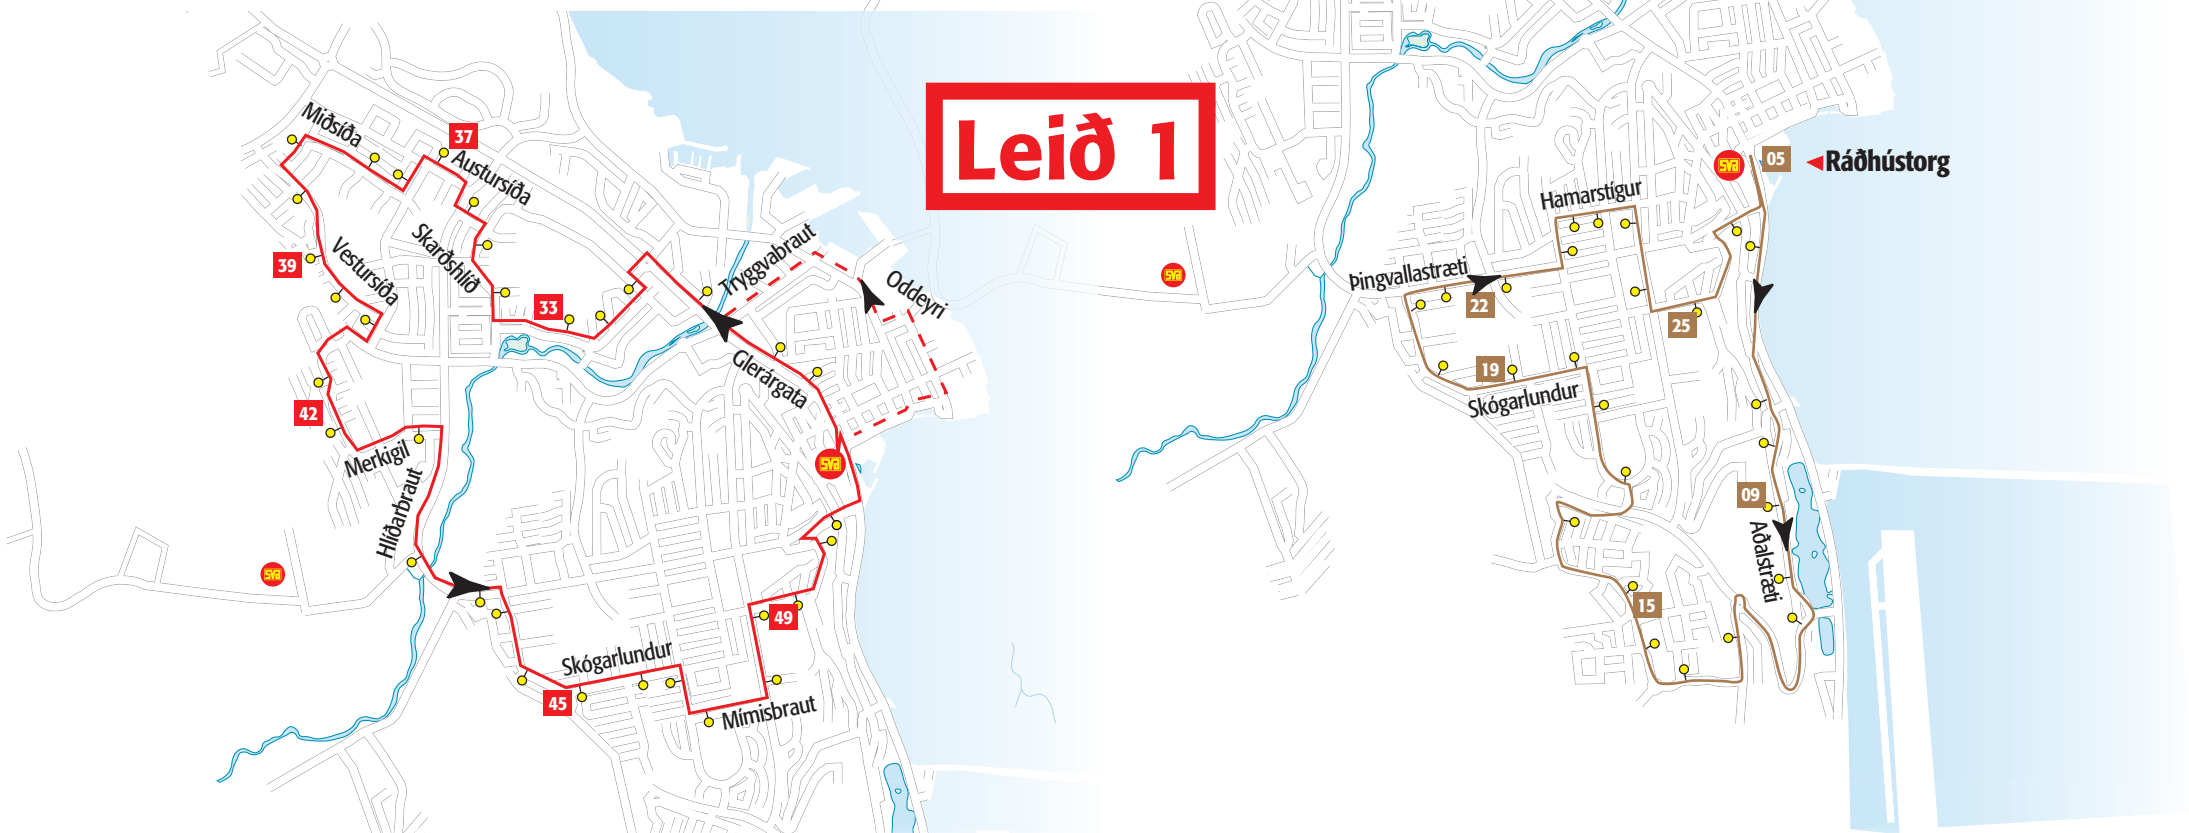 Leið 1
Miðsíða
37
Austursíða
Skarðshlíð
39
Vestursíða
33
Tryggvabraut
Oddeyri
Glerárgata
42
Merkigil
Hlíðarbraut
SVA
SVA
Skógarlundur
45
49
Mímisbraut
SVA
SVA
05
Ráðhústorg
Hamarstígur
Þingvallastræti
22
25
19
Skógarlundur
09
Aðalstræti
15